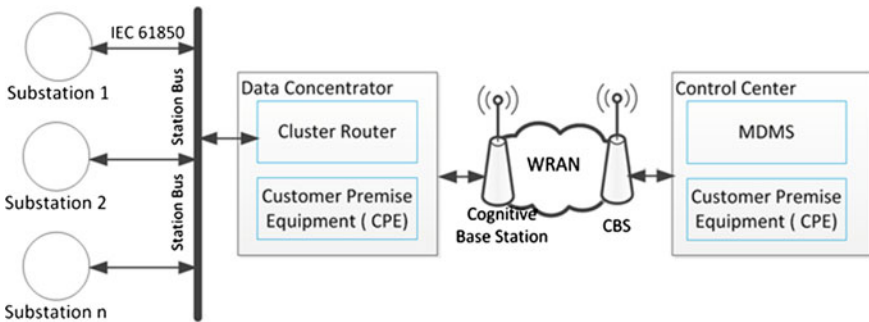 IEC 61850
Substation 1
Station Bus
Substation 2
Station Bus
Substation n
Data Concentrator
Cluster Router
Customer Premise
Equipment ( CPE)
WRAN
Cognitive
Base Station
CBS
Control Center
MDMS
Customer Premise
Equipment ( CPE)